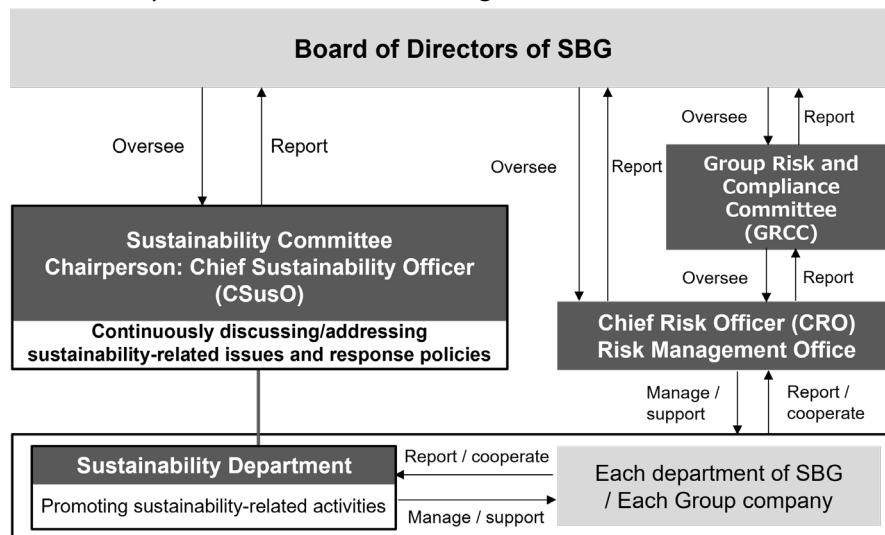 Board of Directors of SBG
Oversee
Report
Oversee
Report
Oversee
Report
Group Risk and
Compliance
Committee
(GRCC)
Sustainability Committee
Chairperson: Chief Sustainability Officer
(CSusO)
Continuously discussing/addressing
sustainability-related issues and response policies
Oversee
Report
Chief Risk Officer (CRO)
Risk Management Office
Manage /
support
Report /
cooperate
Sustainability Department
Promoting sustainability-related activities
Report / cooperate
Manage / support
Each department of SBG
/ Each Group company